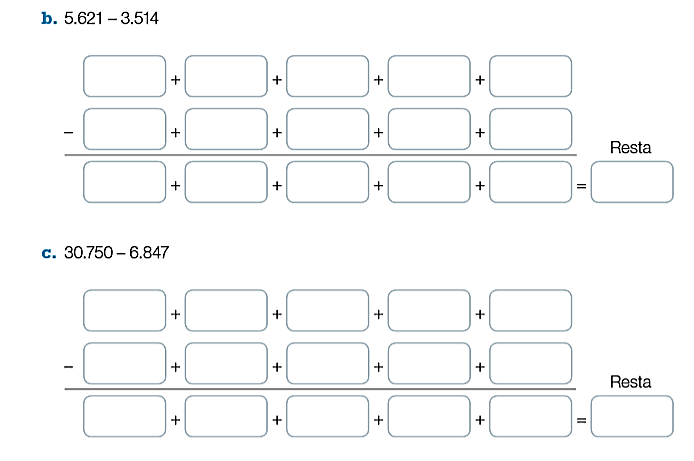 b. 5.621 – 3.514
+ + + +
– + + + +
Resta
+ + + + =
c. 30.750 – 6.847
+ + + +
– + + + +
Resta
+ + + + =